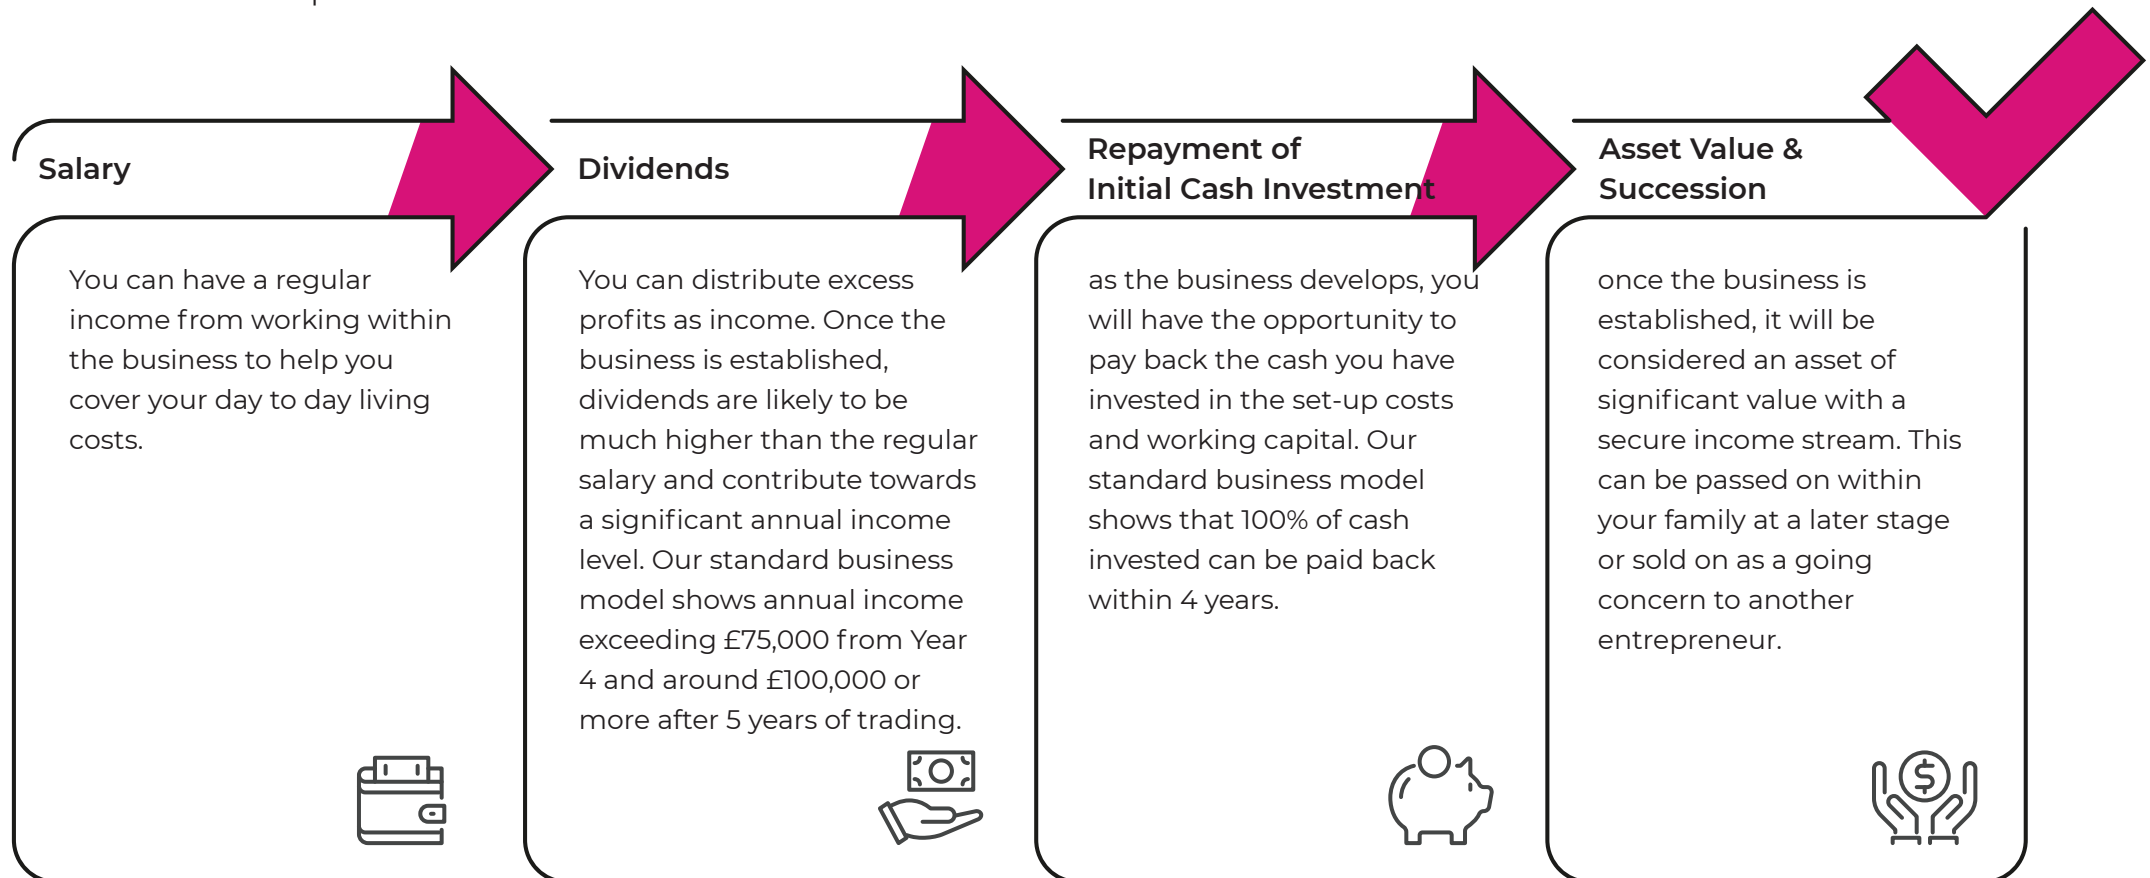 Salary
You can have a regular
income from working within
the business to help you
cover your day to day living
costs.
Dividends
You can distribute excess
profits as income. Once the
business is established,
dividends are likely to be
much higher than the regular
salary and contribute towards
a significant annual income
level. Our standard business
model shows annual income
exceeding £75,000 from Year
4 and around £100,000 or
more after 5 years of trading.
Repayment of
Initial Cash Investment
as the business develops, you
will have the opportunity to
pay back the cash you have
invested in the set-up costs
and working capital. Our
standard business model
shows that 100% of cash
invested can be paid back
within 4 years.
Asset Value &
Succession
once the business is
established, it will be
considered an asset of
significant value with a
secure income stream. This
can be passed on within
your family at a later stage
or sold on as a going
concern to another
entrepreneur.
$